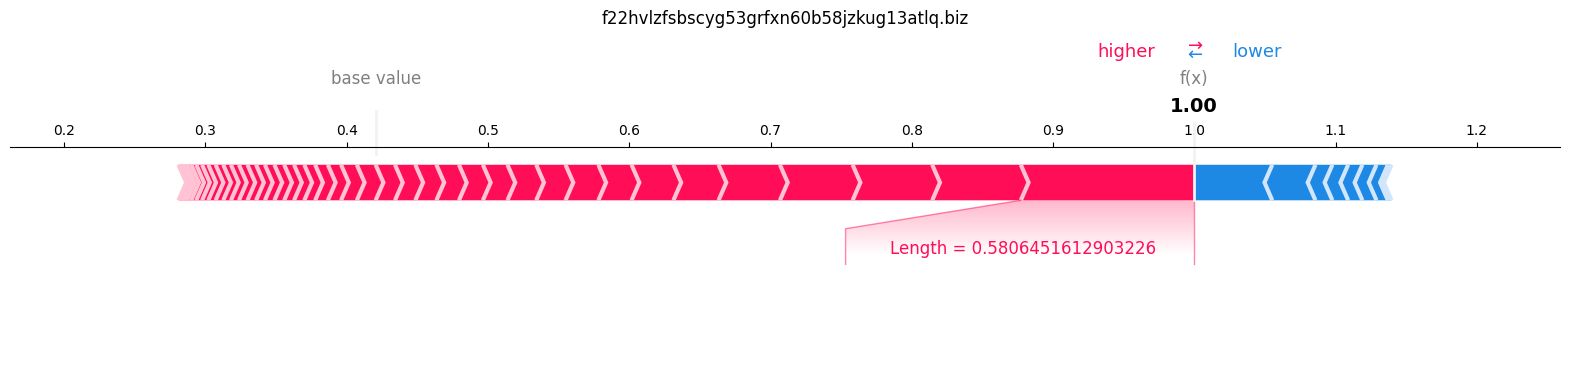 f22hvlzfsbscyg53grfxn60b58jzkug13atlq.biz
higher → ← lower
base value f(x)
1.00
0.2 0.3 0.4 0.5 0.6 0.7 0.8 0.9 1.0 1.1 1.2
Length = 0.5806451612903226